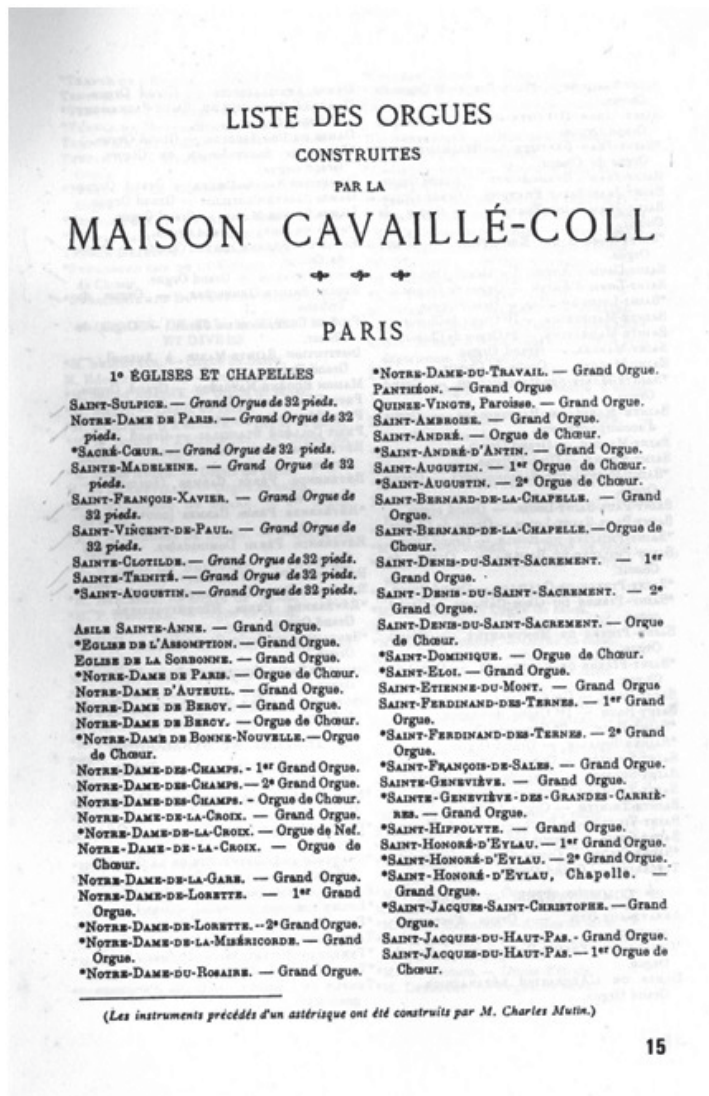 LISTE DES ORGUES
CONSTRUITES
PAR LA
MAISON CAVAILLÉ-COLL
PARIS
1º ÉGLISES ET CHAPELLES
SAINT-SULPICE. — Grand Orgue de 32 pieds.
NOTRE-DAME DE PARIS. — Grand Orgue de 32
pieds.
*SACRÉ-CŒUR. — Grand Orgue de 32 pieds.
SAINTE-MADELEINE. — Grand Orgue de 32
pieds.
SAINT-FRANÇOIS-XAVIER. — Grand Orgue de
32 pieds.
SAINT-VINCENT-DE-PAUL. — Grand Orgue de
32 pieds.
SAINTE-CLOTILDE. — Grand Orgue de 32 pieds.
SAINTE-TRINITÉ. — Grand Orgue de 32 pieds.
*SAINT-AUGUSTIN. — Grand Orgue de 32 pieds.
ASILE SAINTE-ANNE. — Grand Orgue.
*EGLISE DE L'ASSOMPTION. — Grand Orgue.
EGLISE DE LA SORBONNE. — Grand Orgue.
*NOTRE-DAME DE PARIS. — Orgue de Chœur.
NOTRE-DAME D'AUTEUIL. — Grand Orgue.
NOTRE-DAME DE BERCY. — Grand Orgue.
NOTRE-DAME DE BERCY. — Orgue de Chœur.
*NOTRE-DAME DE BONNE-NOUVELLE. — Orgue
de Chœur.
NOTRE-DAME-DES-CHAMPS. - 1er Grand Orgue.
NOTRE-DAME-DES-CHAMPS. — 2e Grand Orgue.
NOTRE-DAME-DES-CHAMPS. - Orgue de Chœur.
NOTRE-DAME-DE-LA-CROIX. — Grand Orgue.
*NOTRE-DAME-DE-LA-CROIX. — Orgue de Nef.
NOTRE-DAME-DE-LA-CROIX. — Orgue de
Chœur.
NOTRE-DAME-DE-LA-GARE. — Grand Orgue.
NOTRE-DAME-DE-LORETTE. — 1er Grand
Orgue.
*NOTRE-DAME-DE-LORETTE. -- 2e Grand Orgue.
*NOTRE-DAME-DE-LA-MISÉRICORDE. — Grand
Orgue.
*NOTRE-DAME-DU-ROSAIRE. — Grand Orgue.
*NOTRE-DAME-DU-TRAVAIL. — Grand Orgue.
PANTHÉON. — Grand Orgue
QUINZE-VINGTS, Paroisse. — Grand Orgue.
SAINT-AMBROISE. — Grand Orgue.
SAINT-ANDRÉ. — Orgue de Chœur.
*SAINT-ANDRÉ-D'ANTIN. — Grand Orgue.
SAINT-AUGUSTIN. — 1er Orgue de Chœur.
*SAINT-AUGUSTIN. — 2e Orgue de Chœur.
SAINT-BERNARD-DE-LA-CHAPELLE. — Grand
Orgue.
SAINT-BERNARD-DE-LA-CHAPELLE. — Orgue de
Chœur.
SAINT-DENIS-DU-SAINT-SACREMENT. — 1er
Grand Orgue.
SAINT-DENIS-DU-SAINT-SACREMENT. — 2e
Grand Orgue.
SAINT-DENIS-DU-SAINT-SACREMENT. — Orgue
de Chœur.
*SAINT-DOMINIQUE. — Orgue de Chœur.
*SAINT-ELOI. — Grand Orgue.
SAINT-ETIENNE-DU-MONT. — Grand Orgue
SAINT-FERDINAND-DES-TERNES. — 1er Grand
Orgue.
*SAINT-FERDINAND-DES-TERNES. — 2e Grand
Orgue.
*SAINT-FRANÇOIS-DE-SALES. — Grand Orgue.
SAINTE-GENEVIÈVE. — Grand Orgue.
*SAINTE-GENEVIÈVE-DES-GRANDES-CARRIÈ-
RES. — Grand Orgue.
*SAINT-HIPPOLYTE. — Grand Orgue.
SAINT-HONORÉ-D'EYLAU. — 1er Grand Orgue.
*SAINT-HONORÉ-D'EYLAU. — 2e Grand Orgue.
*SAINT-HONORÉ-D'EYLAU, Chapelle. —
Grand Orgue.
*SAINT-JACQUES-SAINT-CHRISTOPHE. — Grand
Orgue.
SAINT-JACQUES-DU-HAUT-PAS. - Grand Orgue.
SAINT-JACQUES-DU-HAUT-PAS. — 1er Orgue de
Chœur.
(Les instruments précédés d'un astérisque ont été construits par M. Charles Mutin.)
15